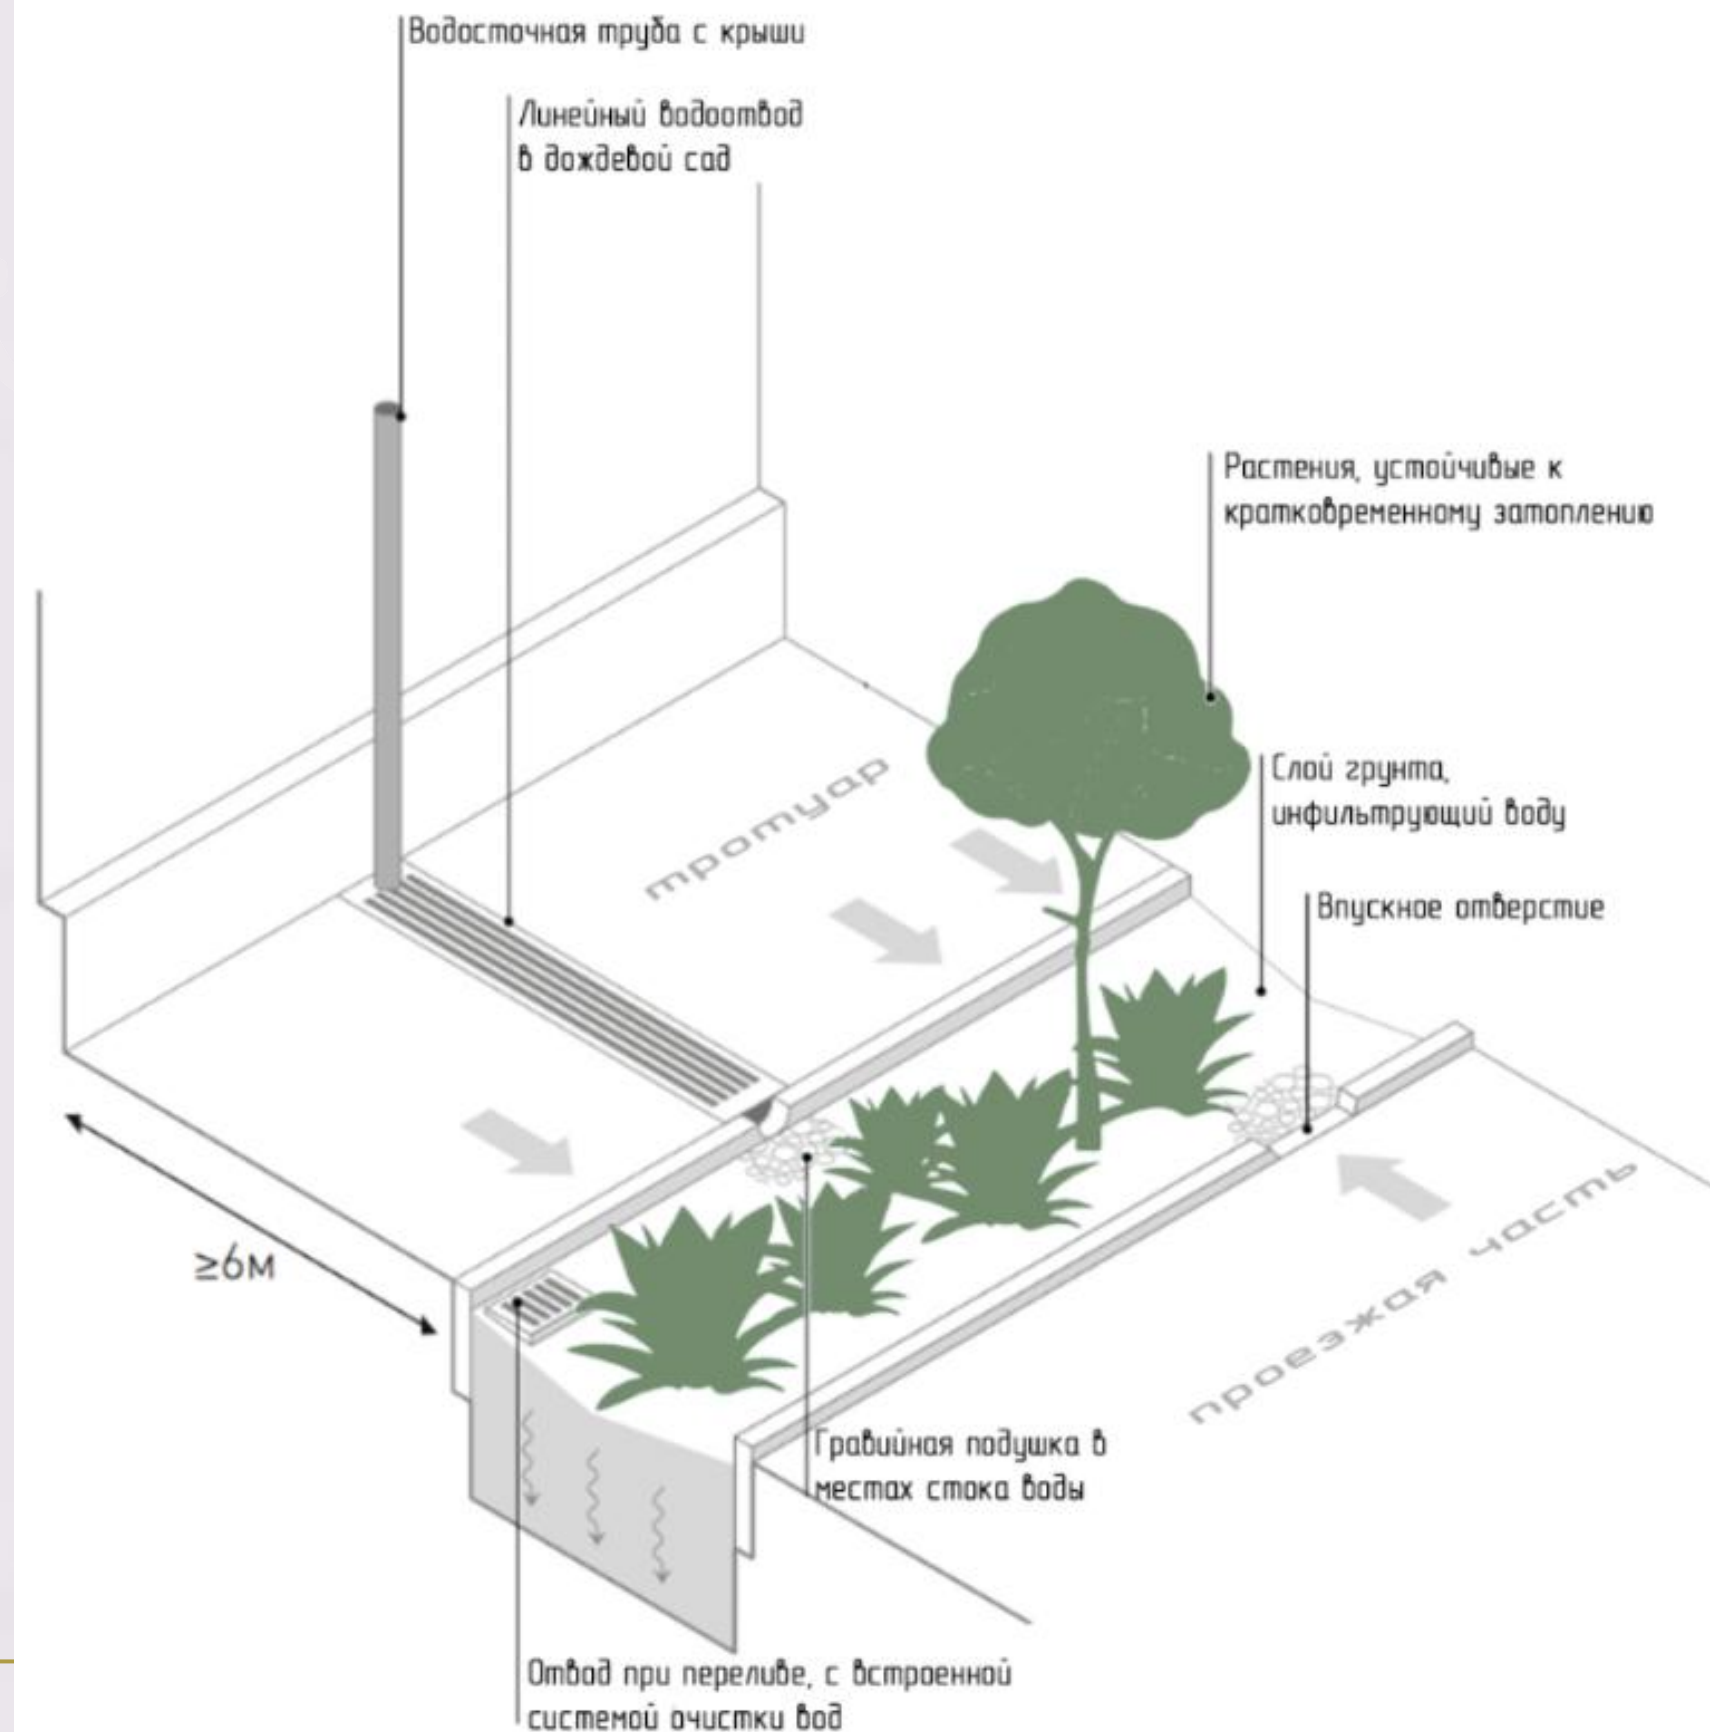 Водосточная труба с крыши
Линейный водоотвод
в дождевой сад
Растения, устойчивые к
кратковременному затоплению
Слой грунта,
инфильтрующий воду
Впускное отверстие
тротуар
≥6м
проезжая часть
Гравийная подушка в
местах стока воды
Отвод при переливе, с встроенной
системой очистки вод